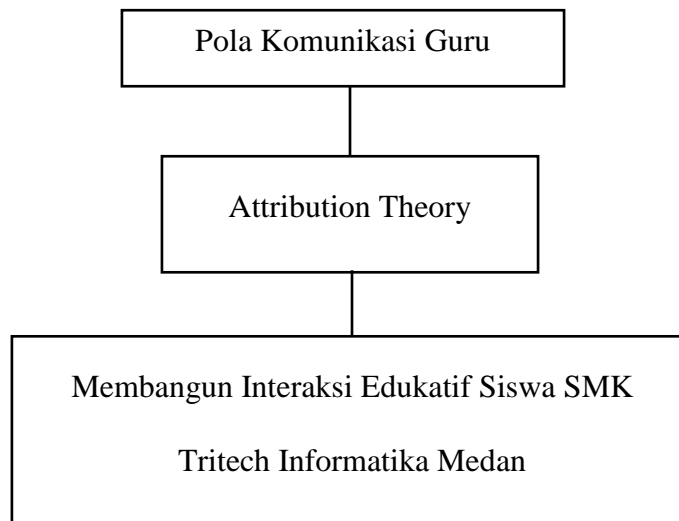 Pola Komunikasi Guru
Attribution Theory
Membangun Interaksi Edukatif Siswa SMK
Tritech Informatika Medan